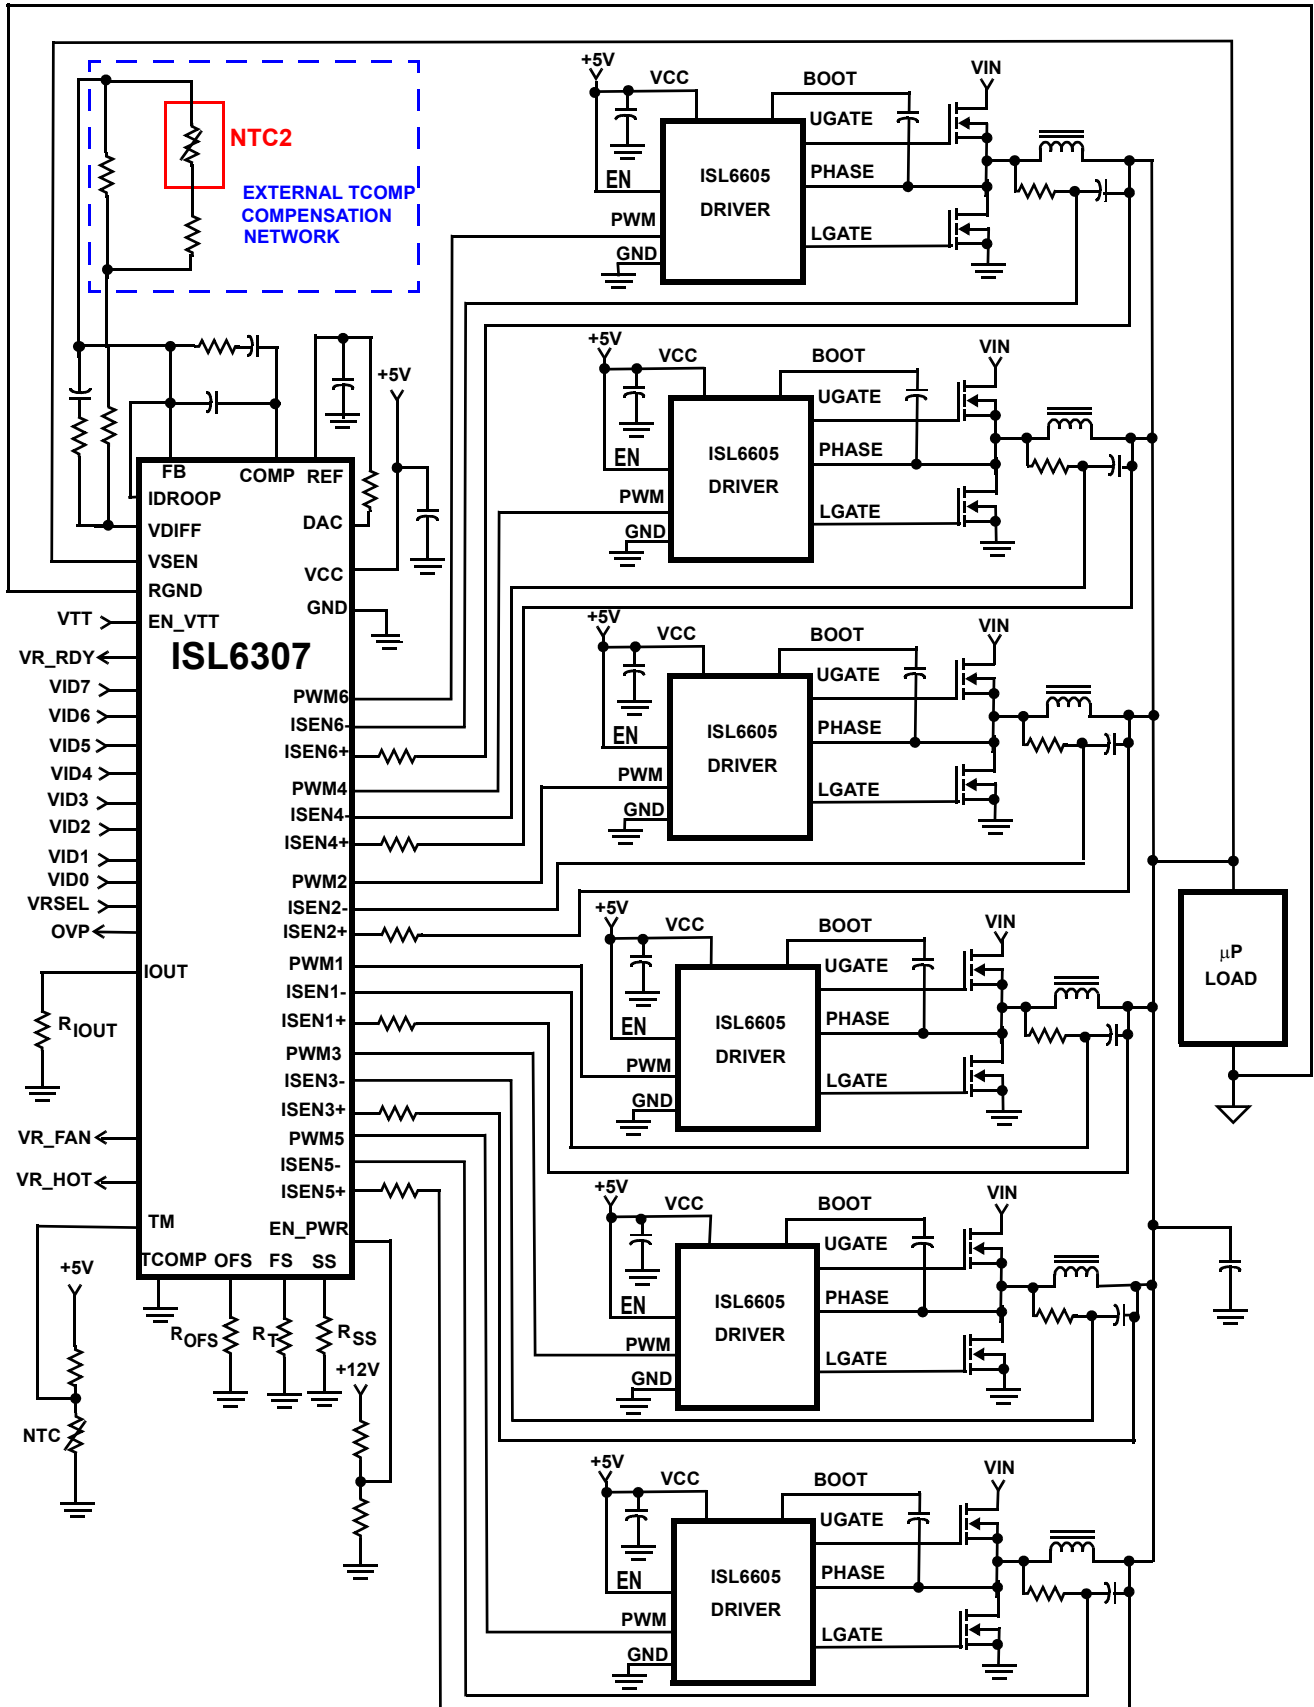 NTC2
EXTERNAL TCOMP
COMPENSATION
NETWORK
+5V
VCC
BOOT
VIN
UGATE
EN
ISL6605
DRIVER
PHASE
PWM
LGATE
GND
+5V
VCC
BOOT
VIN
UGATE
EN
ISL6605
DRIVER
PHASE
PWM
LGATE
GND
+5V
VCC
BOOT
VIN
UGATE
EN
ISL6605
DRIVER
PHASE
PWM
LGATE
GND
+5V
VCC
BOOT
VIN
UGATE
EN
ISL6605
DRIVER
PHASE
PWM
LGATE
GND
+5V
VCC
BOOT
VIN
UGATE
EN
ISL6605
DRIVER
PHASE
PWM
LGATE
GND
+5V
VCC
BOOT
VIN
UGATE
EN
ISL6605
DRIVER
PHASE
PWM
LGATE
GND
+5V
FB
COMP
REF
IDROOP
VDIFF
DAC
VSEN
VCC
RGND
GND
VTT
EN_VTT
ISL6307
VR_RDY
VID7
VID6
VID5
VID4
VID3
VID2
VID1
VID0
VRSEL
OVP
IOUT
RIOUT
VR_FAN
VR_HOT
TM
PWM6
ISEN6-
ISEN6+
PWM4
ISEN4-
ISEN4+
PWM2
ISEN2-
ISEN2+
PWM1
ISEN1-
ISEN1+
PWM3
ISEN3-
ISEN3+
PWM5
ISEN5-
ISEN5+
EN_PWR
TCOMP OFS FS SS
+5V
ROFS
RT
RSS
+12V
NTC
µP
LOAD